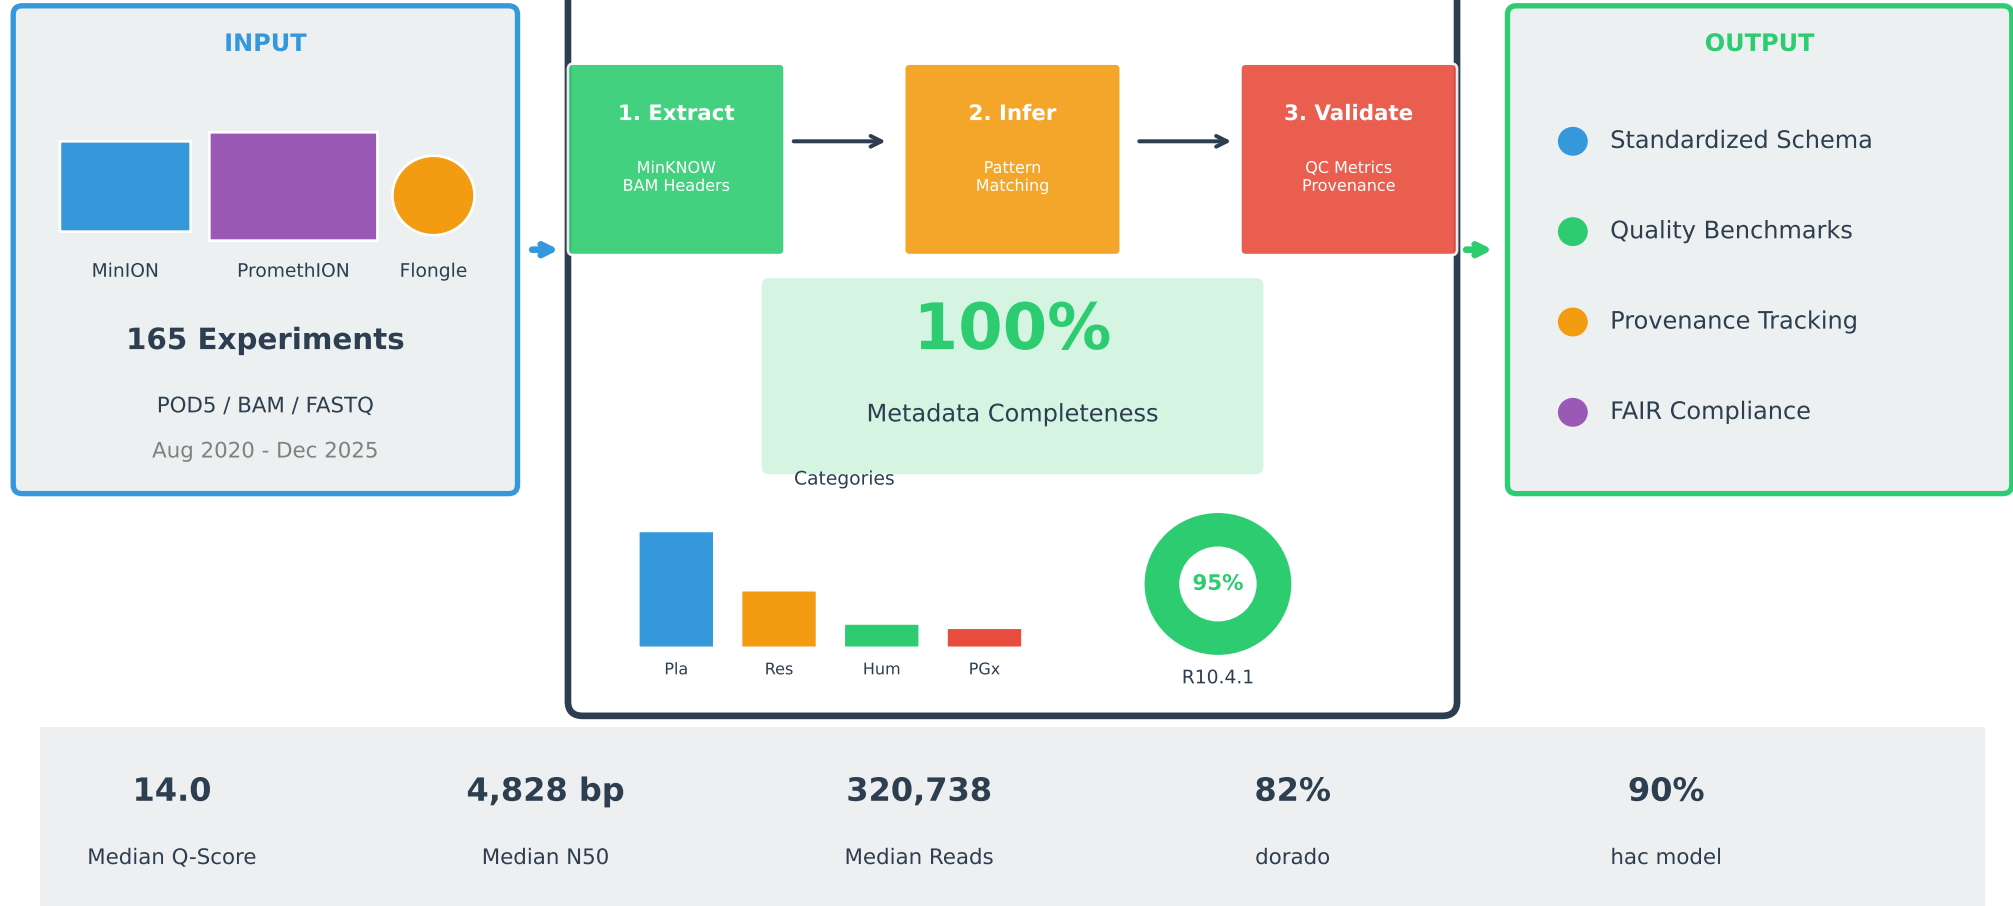 INPUT
MinION
PromethION
Flongle
165 Experiments
POD5 / BAM / FASTQ
Aug 2020 - Dec 2025
1. Extract
MinKNOW
BAM Headers
2. Infer
Pattern
Matching
3. Validate
QC Metrics
Provenance
100%
Metadata Completeness
Categories
Pla
Res
Hum
PGx
95%
R10.4.1
OUTPUT
Standardized Schema
Quality Benchmarks
Provenance Tracking
FAIR Compliance
14.0
Median Q-Score
4,828 bp
Median N50
320,738
Median Reads
82%
dorado
90%
hac model